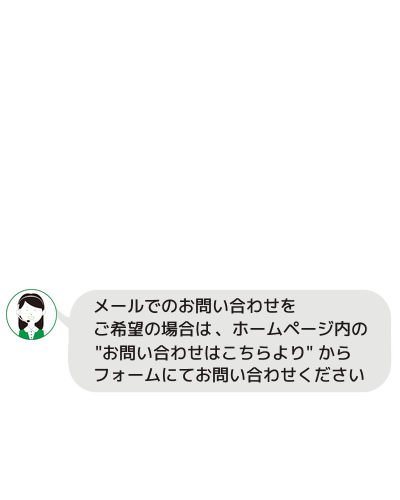 メールでのお問い合わせを
ご希望の場合は、ホームページ内の
"お問い合わせはこちらより" から
フォームにてお問い合わせください